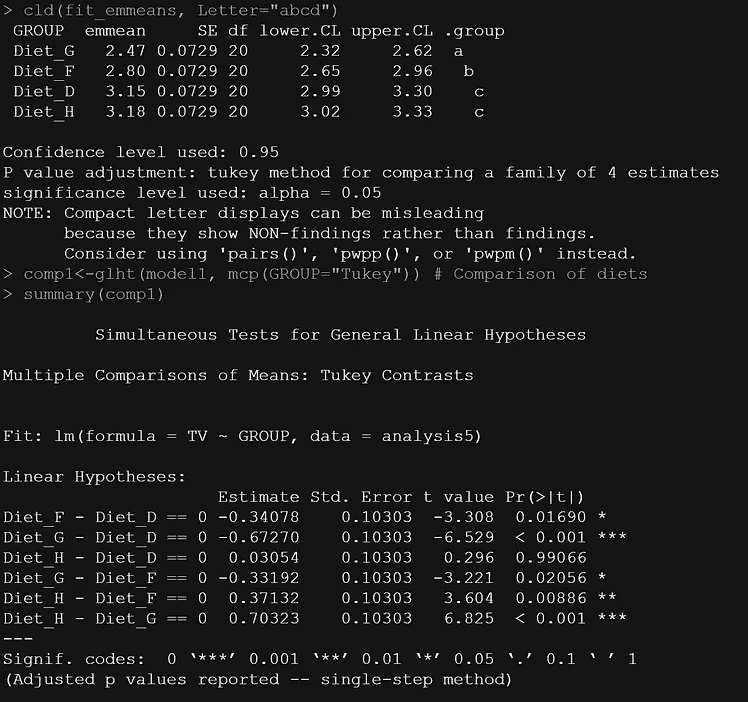 > cld(fit_emmeans, Letter="abcd")
GROUP emmean SE df lower.CL upper.CL .group
Diet_G 2.47 0.0729 20 2.32 2.62 a
Diet_F 2.80 0.0729 20 2.65 2.96 b
Diet_D 3.15 0.0729 20 2.99 3.30 c
Diet_H 3.18 0.0729 20 3.02 3.33 c
Confidence level used: 0.95
P value adjustment: tukey method for comparing a family of 4 estimates
significance level used: alpha = 0.05
NOTE: Compact letter displays can be misleading
because they show NON-findings rather than findings.
Consider using 'pairs()', 'pwpp()', or 'pwpm()' instead.
> comp1<-glht(model1, mcp(GROUP="Tukey")) # Comparison of diets
> summary(comp1)
Simultaneous Tests for General Linear Hypotheses
Multiple Comparisons of Means: Tukey Contrasts
Fit: lm(formula = TV ~ GROUP, data = analysis5)
Linear Hypotheses:
Estimate Std. Error t value Pr(>|t|)
Diet_F - Diet_D == 0 -0.34078 0.10303 -3.308 0.01690 *
Diet_G - Diet_D == 0 -0.67270 0.10303 -6.529 < 0.001 ***
Diet_H - Diet_D == 0 0.03054 0.10303 0.296 0.99066
Diet_G - Diet_F == 0 -0.33192 0.10303 -3.221 0.02056 *
Diet_H - Diet_F == 0 0.37132 0.10303 3.604 0.00886 **
Diet_H - Diet_G == 0 0.70323 0.10303 6.825 < 0.001 ***
---
Signif. codes: 0 ‘***’ 0.001 ‘**’ 0.01 ‘*’ 0.05 ‘.’ 0.1 ‘ ’ 1
(Adjusted p values reported -- single-step method)